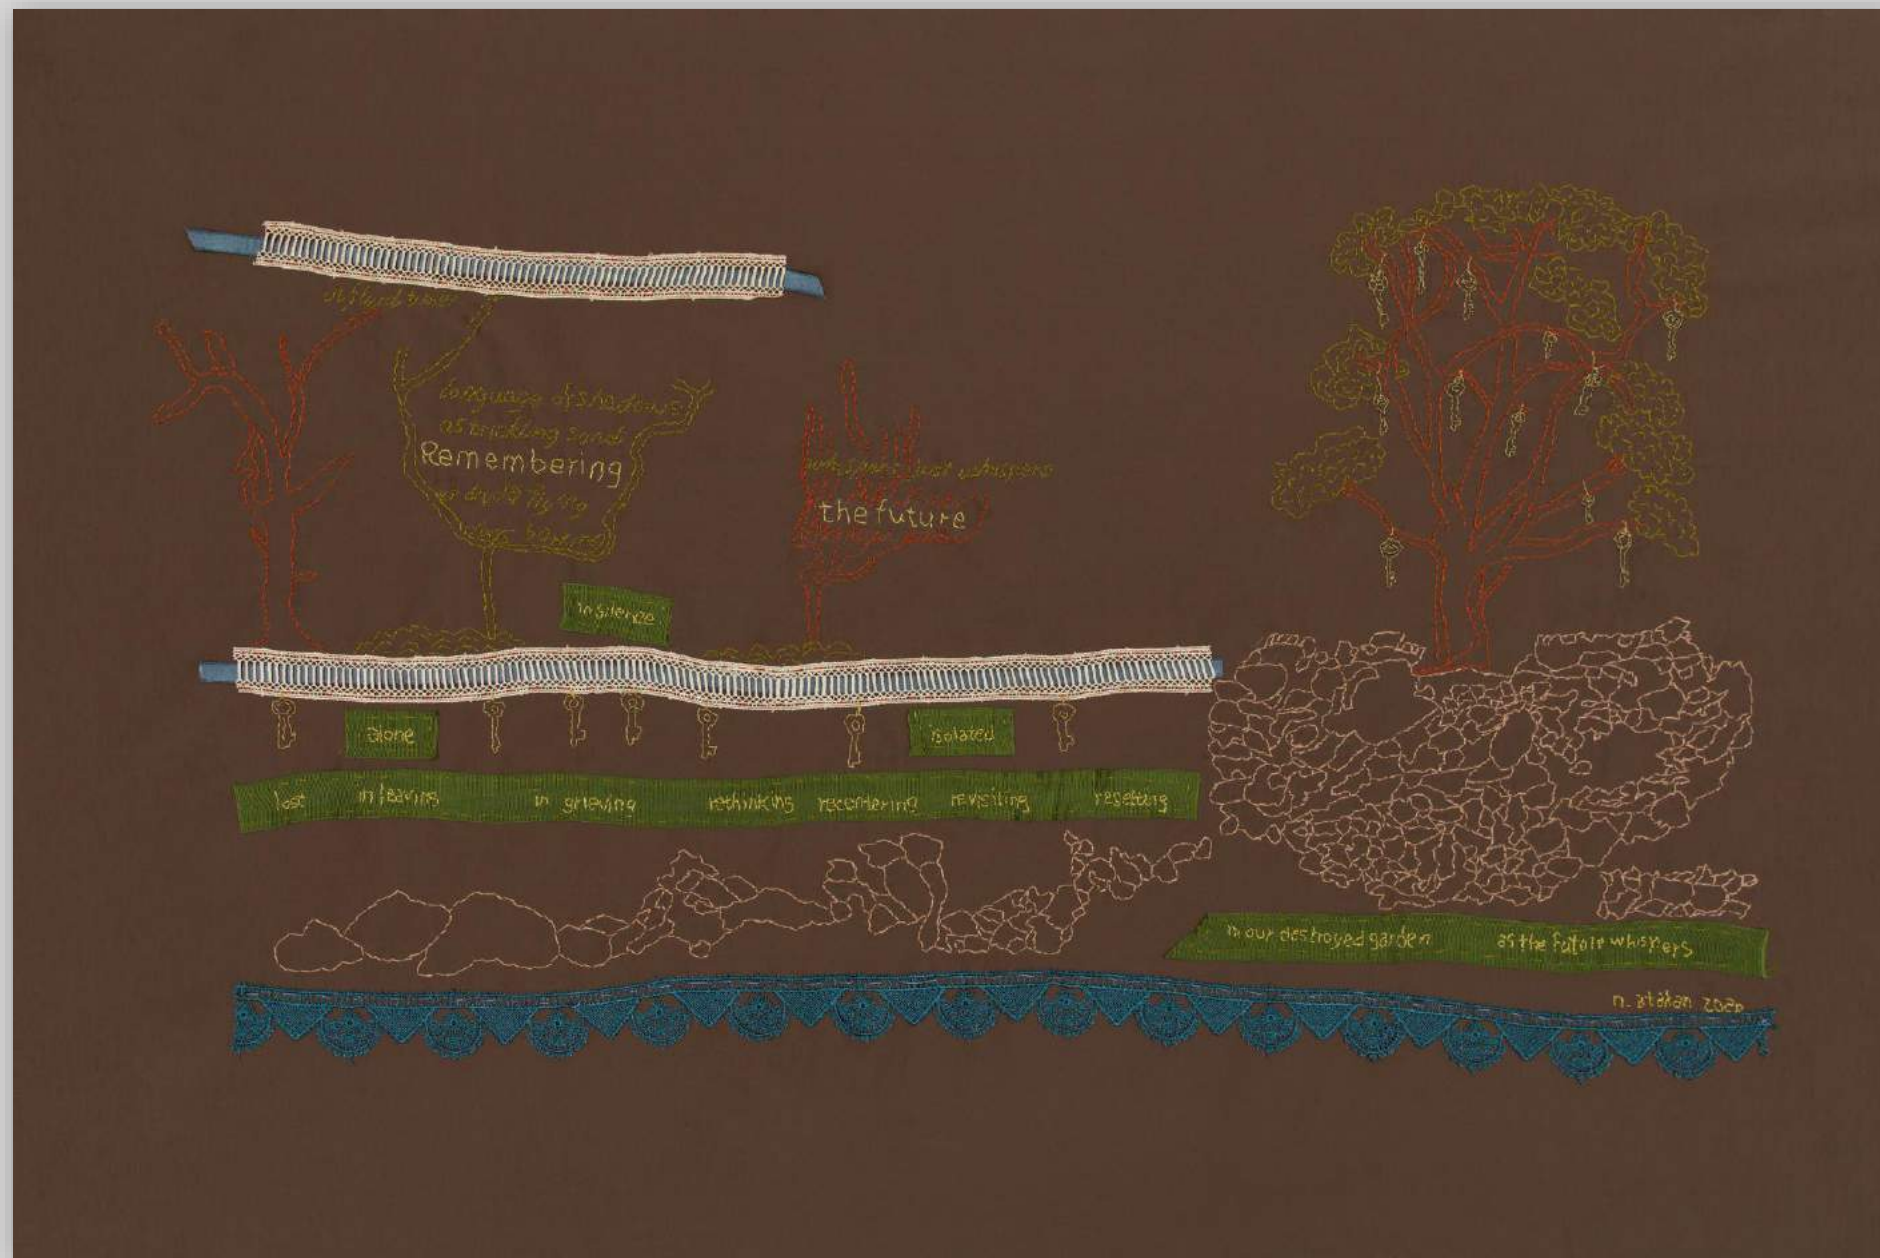 language of shadows
as trickling sand
Remembering
whispers
the future
in silence
alone
isolated
lost in leaving in grieving rethinking recentering revisiting resetting
in our destroyed garden as the future whispers
n. atakan 2020